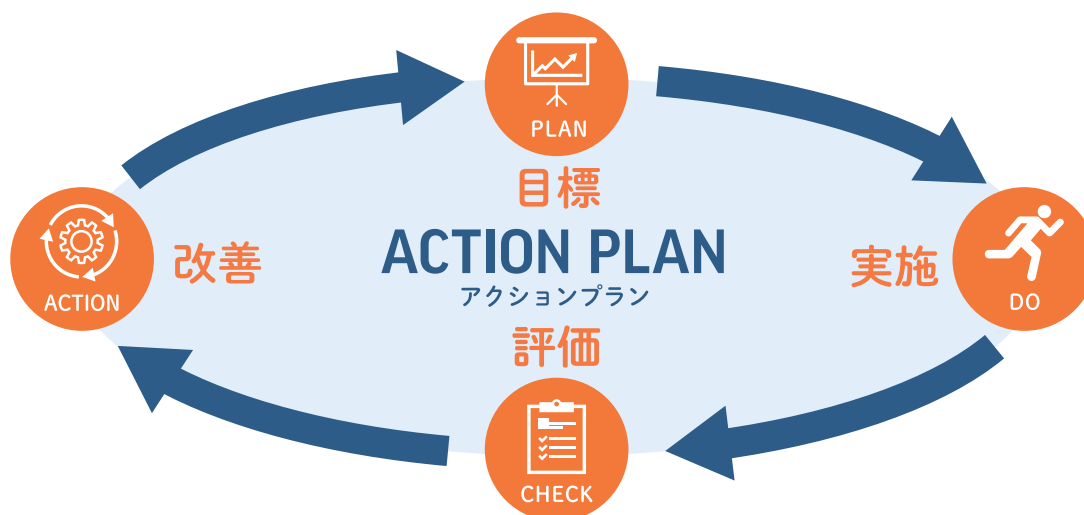 PLAN
目標
ACTION PLAN
アクションプラン
実施
DO
評価
CHECK
改善
ACTION